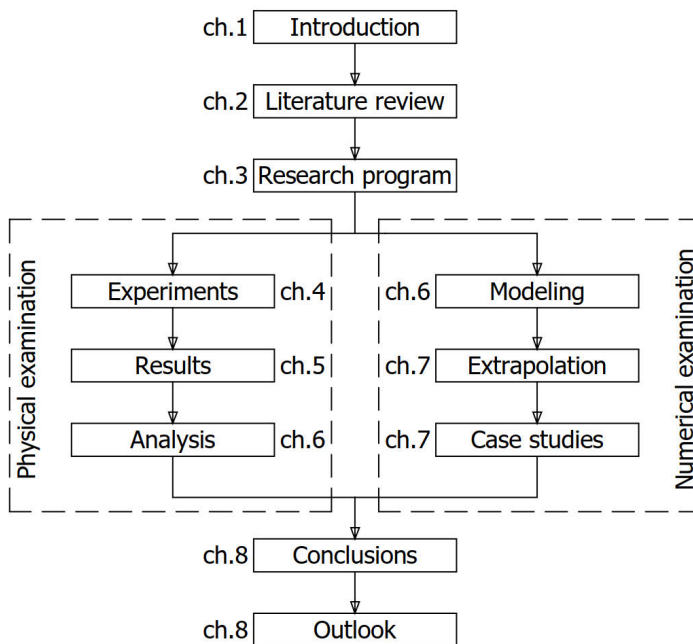 ch.1 Introduction
ch.2 Literature review
ch.3 Research program
Physical examination
Experiments ch.4
Results ch.5
Analysis ch.6
ch.6 Modeling
ch.7 Extrapolation
ch.7 Case studies
Numerical examination
ch.8 Conclusions
ch.8 Outlook